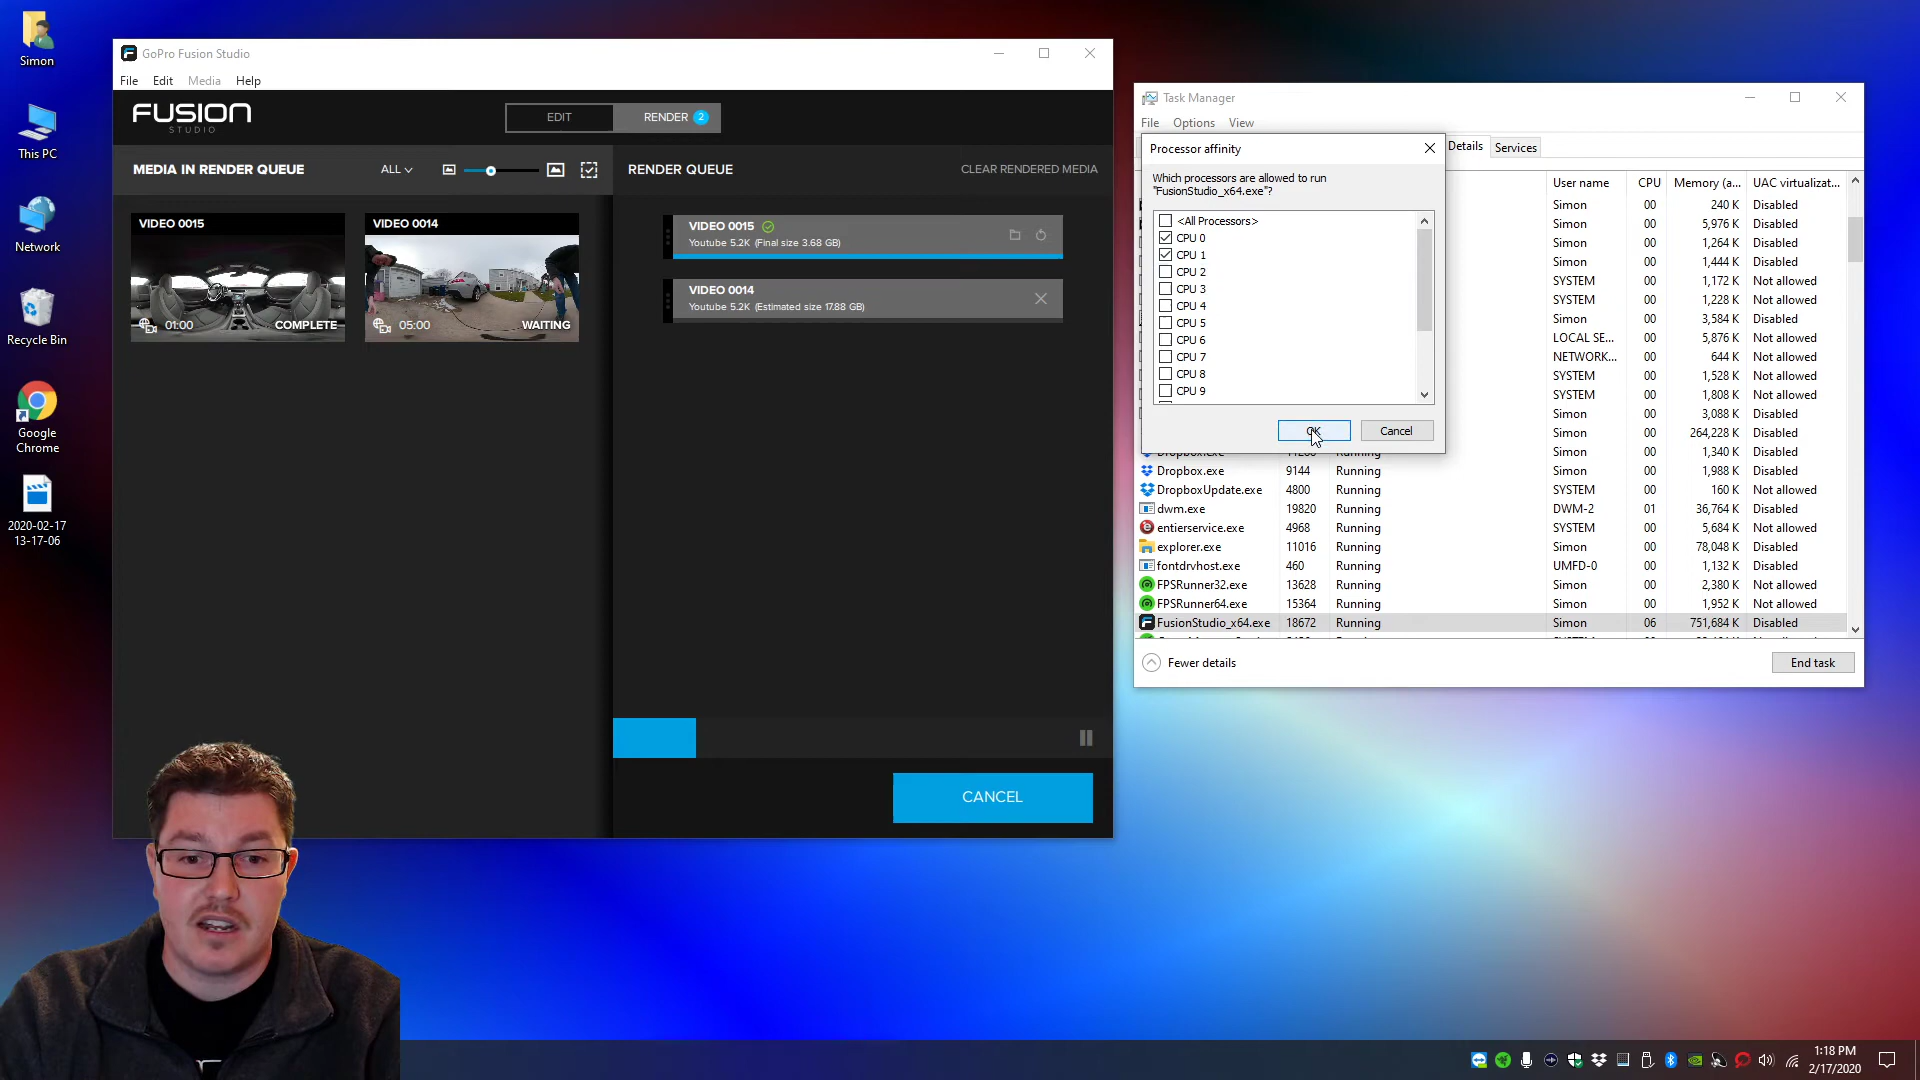 Simon
This PC
Network
Recycle Bin
Google
Chrome
2020-02-17
13-17-06
GoPro Fusion Studio
File Edit Media Help
FUSION
STUDIO
EDIT
RENDER 2
MEDIA IN RENDER QUEUE
ALL
VIDEO 0015
01:00
COMPLETE
VIDEO 0014
05:00
WAITING
RENDER QUEUE
CLEAR RENDERED MEDIA
VIDEO 0015
Youtube 5.2K (Final size 3.68 GB)
VIDEO 0014
Youtube 5.2K (Estimated size 17.88 GB)
CANCEL
Task Manager
File Options View
Details Services
Processor affinity
Which processors are allowed to run
"FusionStudio_x64.exe"?
<All Processors>
CPU 0
CPU 1
CPU 2
CPU 3
CPU 4
CPU 5
CPU 6
CPU 7
CPU 8
CPU 9
OK
Cancel
User name CPU Memory (a... UAC virtualizat...
Simon 00 240 K Disabled
Simon 00 5,976 K Disabled
Simon 00 1,264 K Disabled
Simon 00 1,444 K Disabled
SYSTEM 00 1,172 K Not allowed
SYSTEM 00 1,228 K Not allowed
Simon 00 3,584 K Disabled
LOCAL SE... 00 5,876 K Not allowed
NETWORK... 00 644 K Not allowed
SYSTEM 00 1,528 K Not allowed
SYSTEM 00 1,808 K Not allowed
Simon 00 3,088 K Disabled
Simon 00 264,228 K Disabled
Running Simon 00 1,340 K Disabled
Dropbox.exe 9144 Running Simon 00 1,988 K Disabled
DropboxUpdate.exe 4800 Running SYSTEM 00 160 K Not allowed
dwm.exe 19820 Running DWM-2 01 36,764 K Disabled
entierservice.exe 4968 Running SYSTEM 00 5,684 K Not allowed
explorer.exe 11016 Running Simon 00 78,048 K Disabled
fontdrvhost.exe 460 Running UMFD-0 00 1,132 K Disabled
FPSRunner32.exe 13628 Running Simon 00 2,380 K Not allowed
FPSRunner64.exe 15364 Running Simon 00 1,952 K Not allowed
FusionStudio_x64.exe 18672 Running Simon 06 751,684 K Disabled
Fewer details
End task
1:18 PM
2/17/2020